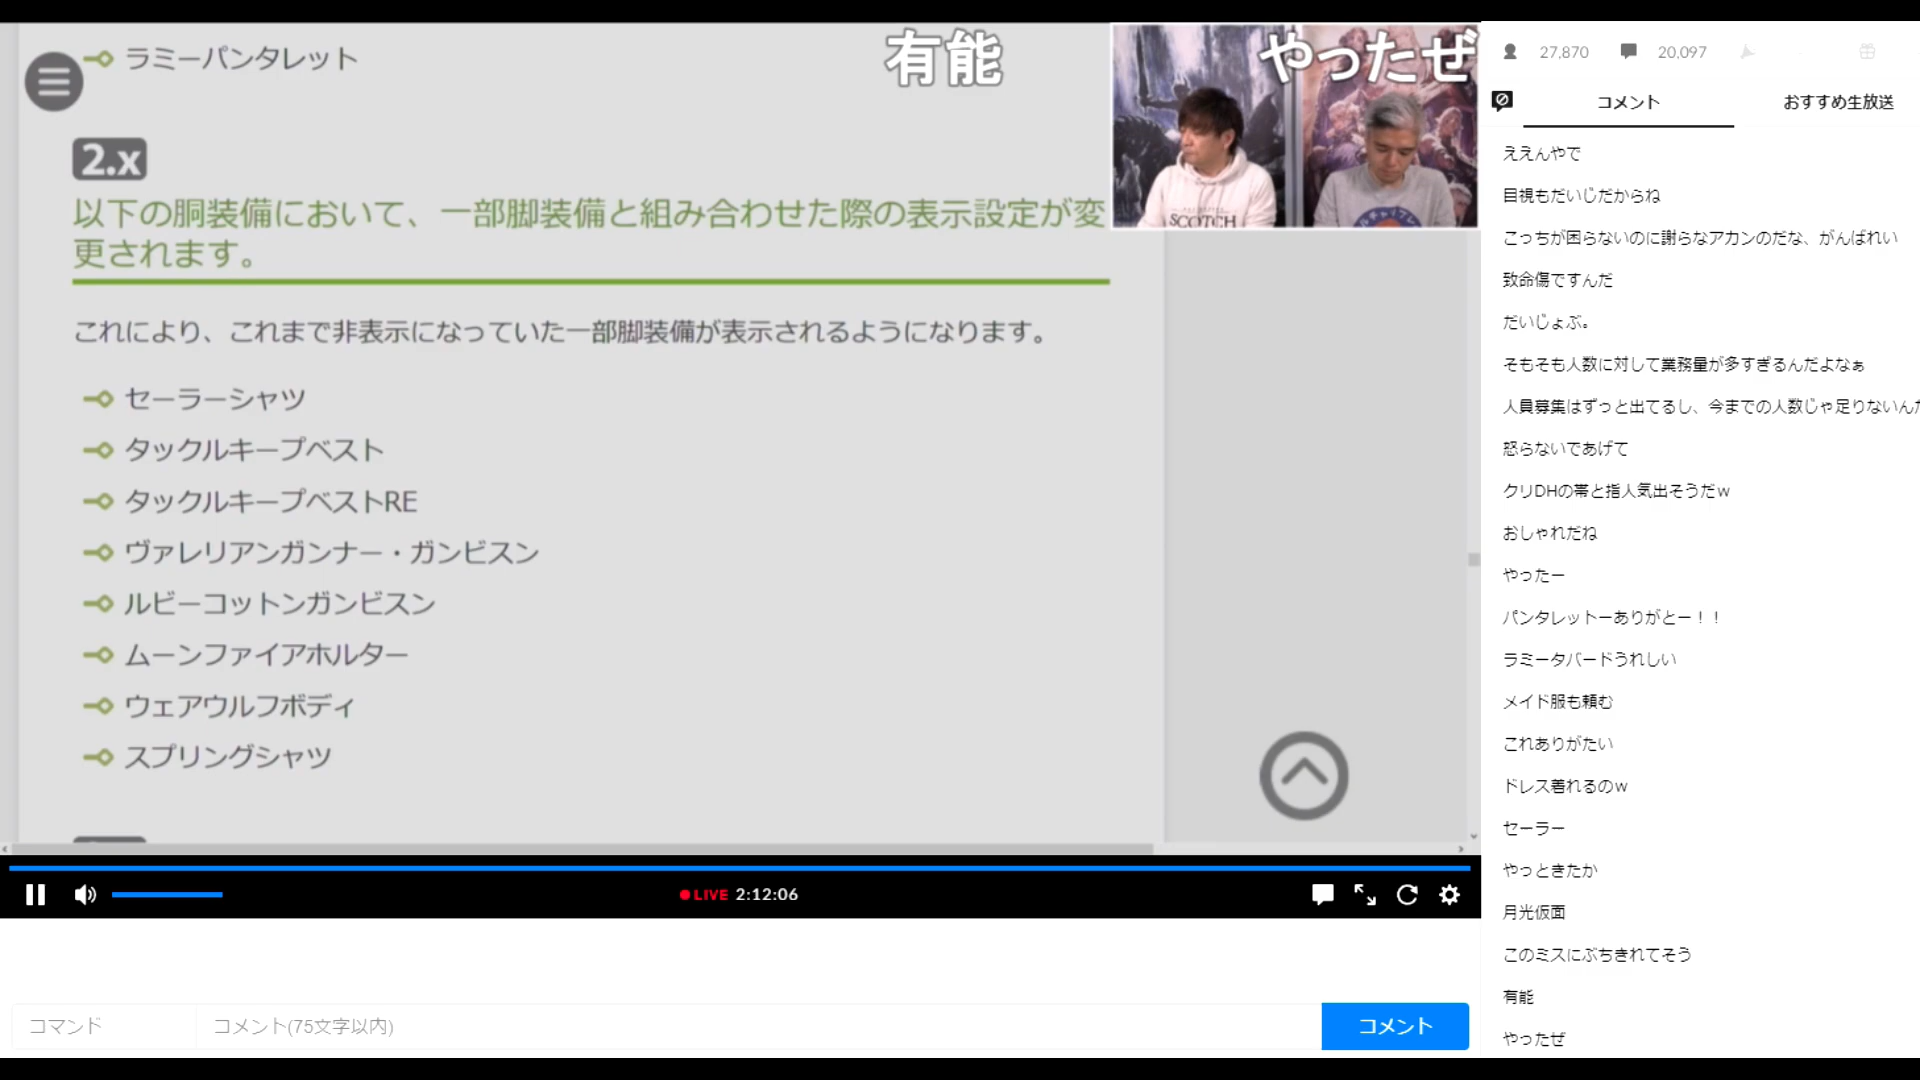 ラミーパンタレット
有能
やったぜ
2.x
以下の胴装備において、一部脚装備と組み合わせた際の表示設定が変
更されます。
これにより、これまで非表示になっていた一部脚装備が表示されるようになります。
セーラーシャツ
タックルキープベスト
タックルキープベストRE
ヴァレリアンガンナー・ガンビスン
ルビーコットンガンビスン
ムーンファイアホルター
ウェアウルフボディ
スプリングシャツ
SCOTCH
LIVE 2:12:06
コマンド
コメント(75文字以内)
コメント
27,870
20,097
コメント
おすすめ生放送
ええんやで
目視もだいじだからね
こっちが困らないのに謝らなアカンのだな、がんばれい
致命傷ですんだ
だいじょぶ。
そもそも人数に対して業務量が多すぎるんだよなぁ
人員募集はずっと出てるし、今までの人数じゃ足りないんだ
怒らないであげて
クリDHの帯と指人気出そうだw
おしゃれだね
やったー
パンタレットーありがとー！！
ラミータバードうれしい
メイド服も頼む
これありがたい
ドレス着れるのw
セーラー
やっときたか
月光仮面
このミスにぶちきれてそう
有能
やったぜ